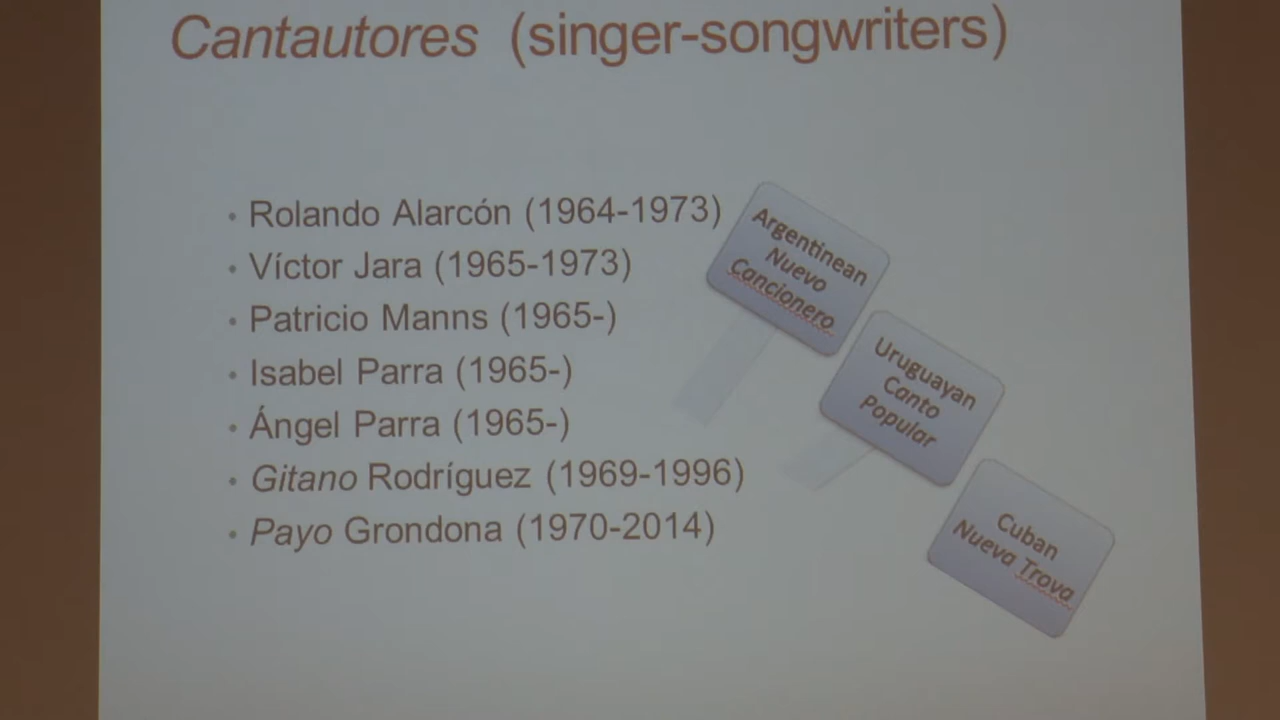 Cantautores (singer-songwriters)
• Rolando Alarcón (1964-1973)
• Víctor Jara (1965-1973)
• Patricio Manns (1965-)
• Isabel Parra (1965-)
• Ángel Parra (1965-)
• Gitano Rodríguez (1969-1996)
• Payo Grondona (1970-2014)
Argentinean
Nuevo
Cancionero
Uruguayan
Canto
Popular
Cuban
Nueva Trova